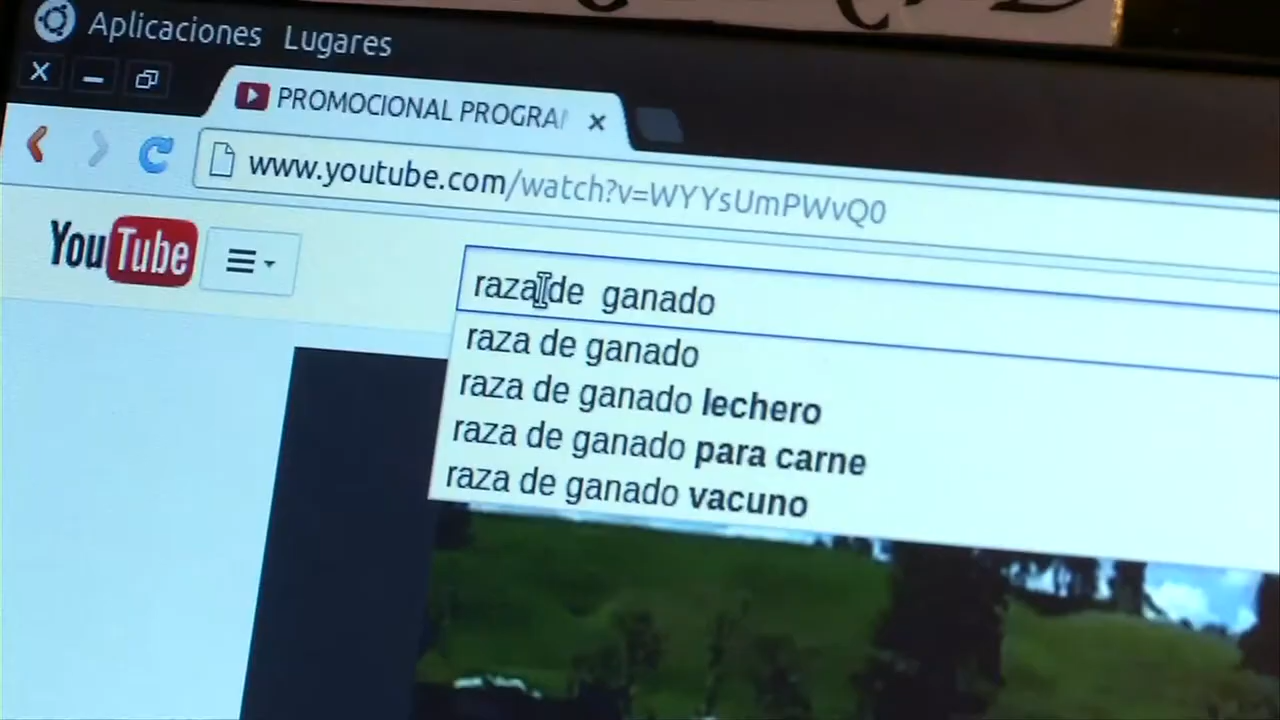 Aplicaciones Lugares
PROMOCIONAL PROGRA
www.youtube.com/watch?v=WYYsUmPWvQ0
YouTube
raza de ganado
raza de ganado
raza de ganado lechero
raza de ganado para carne
raza de ganado vacuno